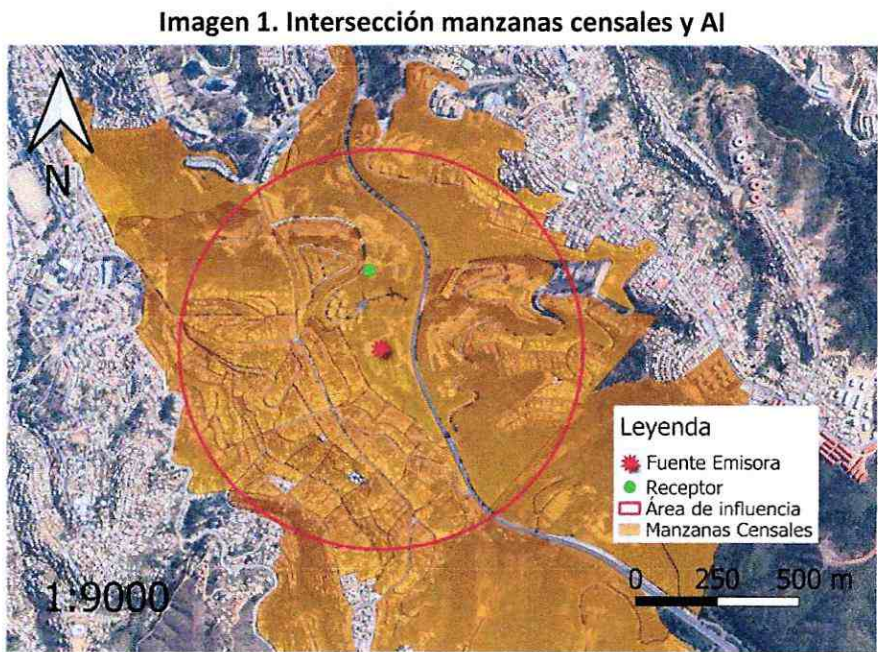 Imagen 1. Intersección manzanas censales y AI
N
Leyenda
Fuente Emisora
Receptor
Área de influencia
Manzanas Censales
1:9000
0 250 500 m